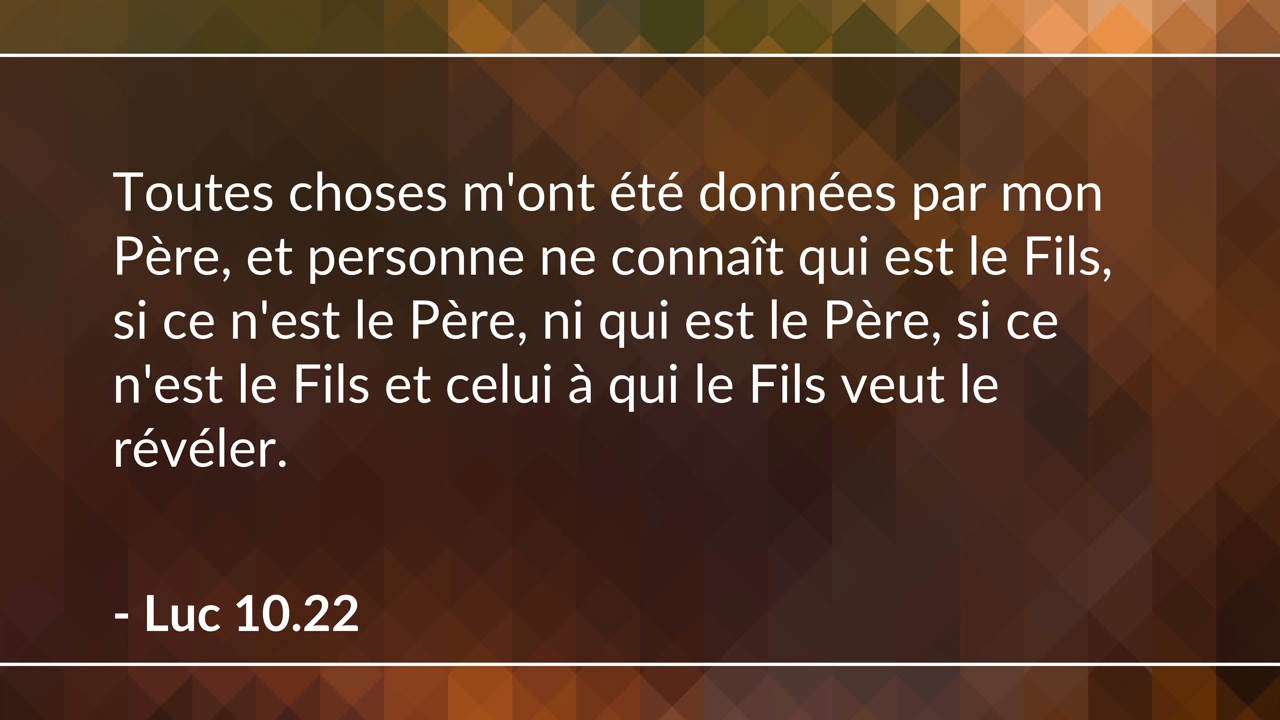 Toutes choses m'ont été données par mon
Père, et personne ne connaît qui est le Fils,
si ce n'est le Père, ni qui est le Père, si ce
n'est le Fils et celui à qui le Fils veut le
révéler.
- Luc 10.22